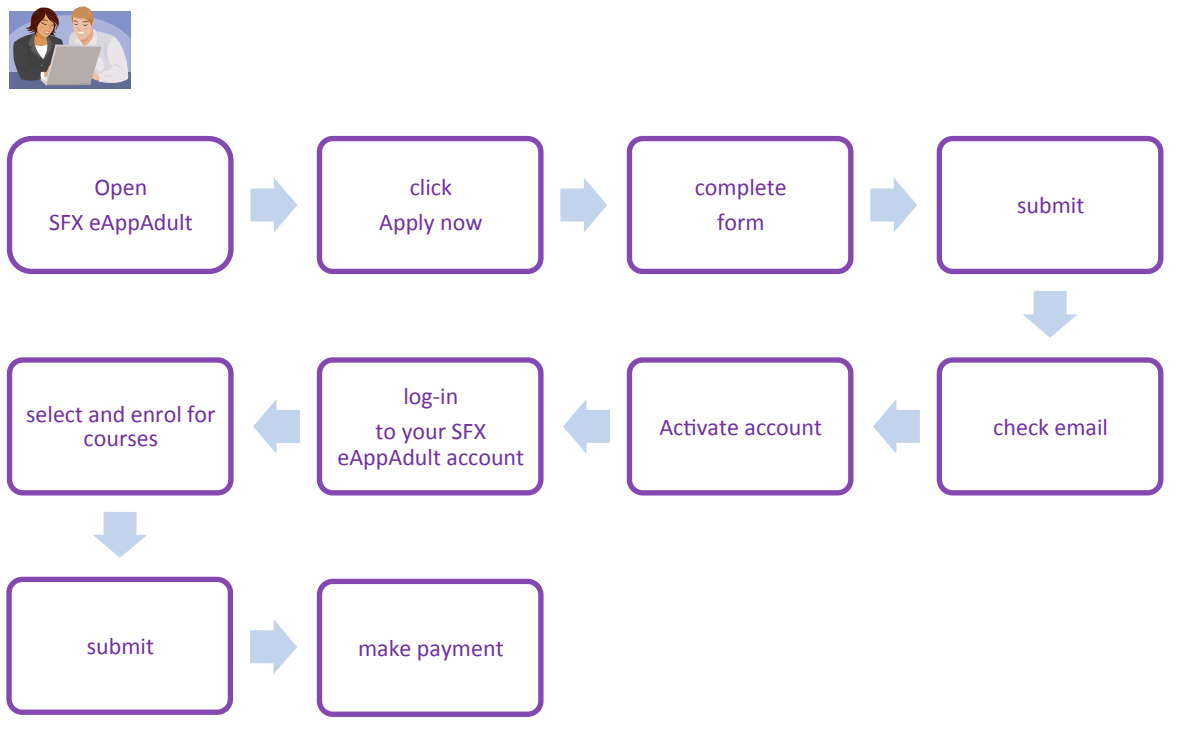 Open
SFX eAppAdult
click
Apply now
complete
form
submit
check email
Activate account
log-in
to your SFX
eAppAdult account
select and enrol for
courses
submit
make payment